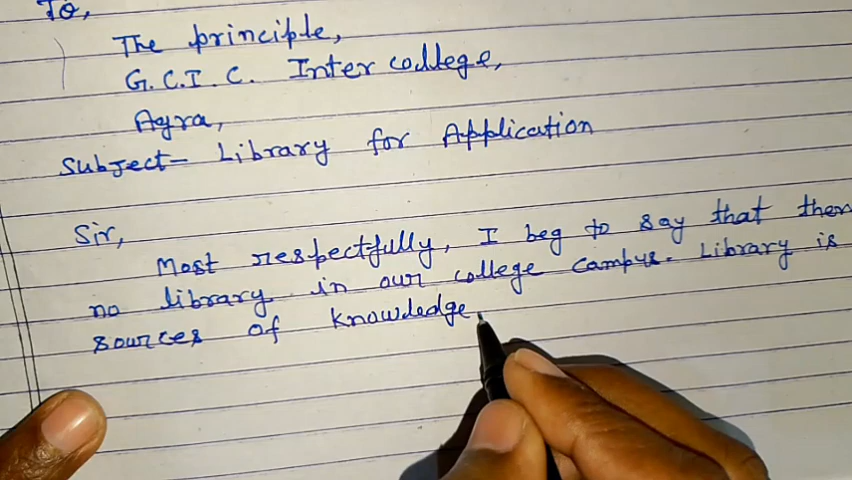 To,
The principle,
G.C.I.C. Inter college,
Agra,
Subject- Library for Application
Sir,
Most respectfully, I beg to say that there
no library in our college campus. Library is
sources of knowledge